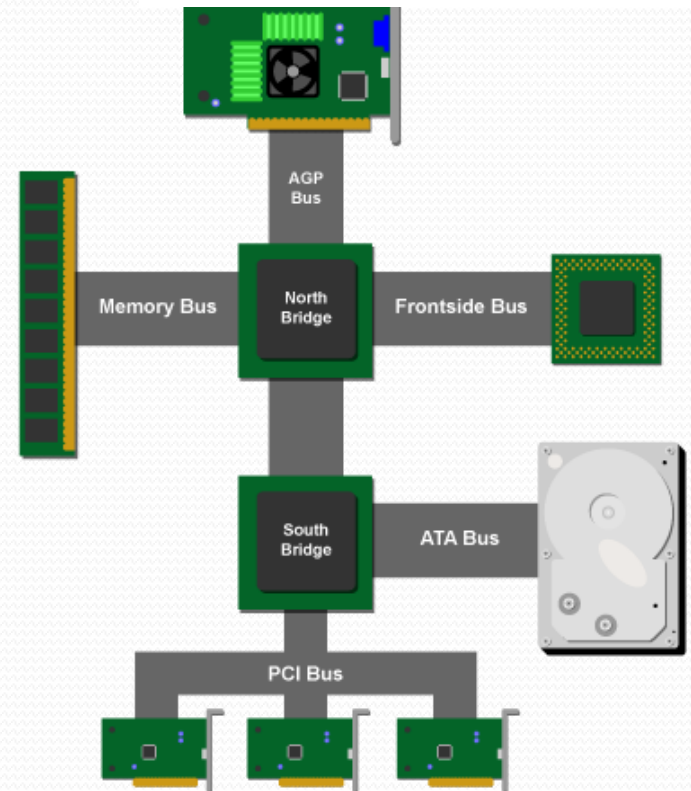 AGP
Bus
Memory Bus
North
Bridge
Frontside Bus
South
Bridge
ATA Bus
PCI Bus